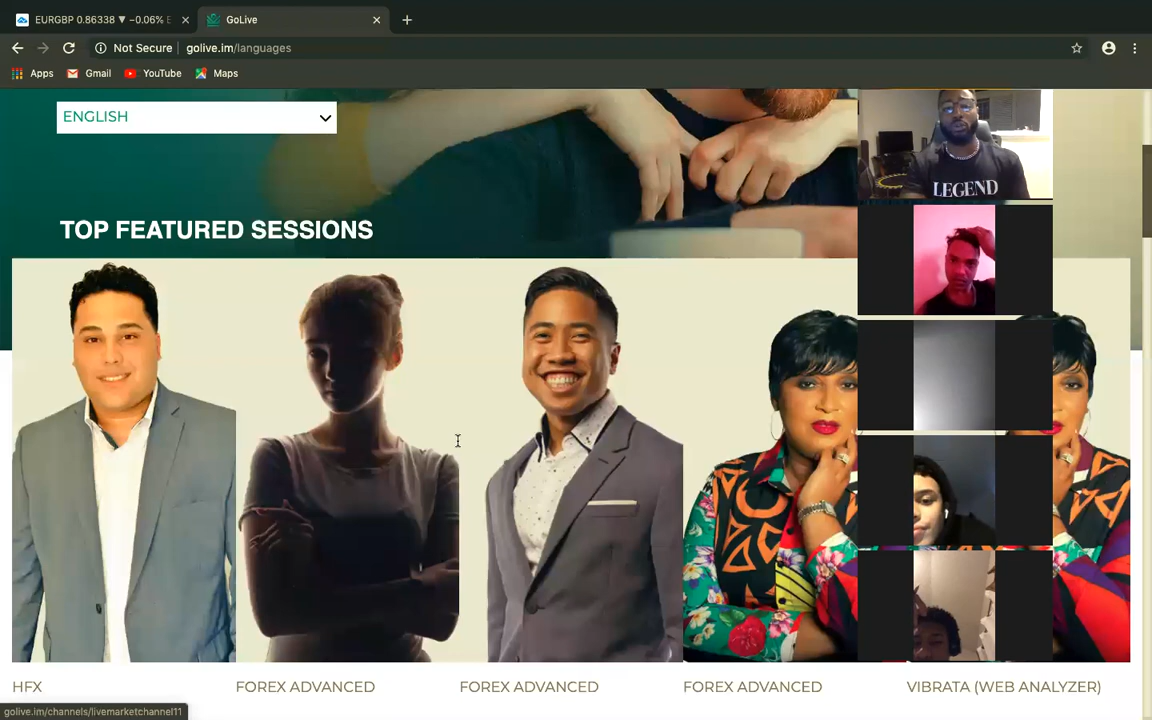 EURGBP 0.86338 ▼ −0.06%
GoLive
Not Secure
golive.im/languages
Apps
Gmail
YouTube
Maps
ENGLISH
LEGEND
TOP FEATURED SESSIONS
HFX
FOREX ADVANCED
FOREX ADVANCED
FOREX ADVANCED
VIBRATA (WEB ANALYZER)
golive.im/channels/livemarketchannel11